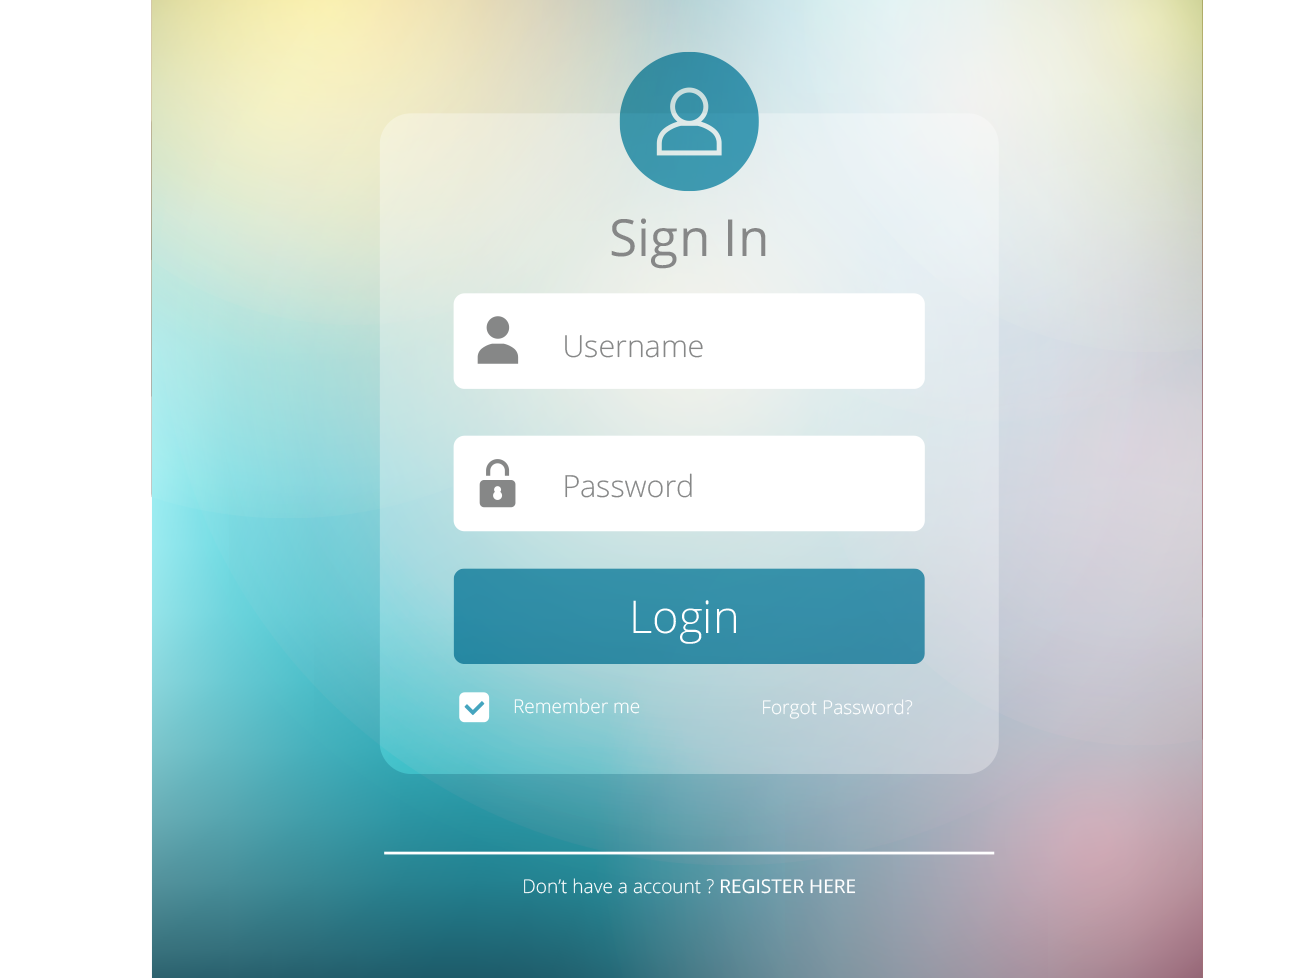 Sign In
Username
Password
Login
Remember me
Forgot Password?
Don't have a account ? REGISTER HERE